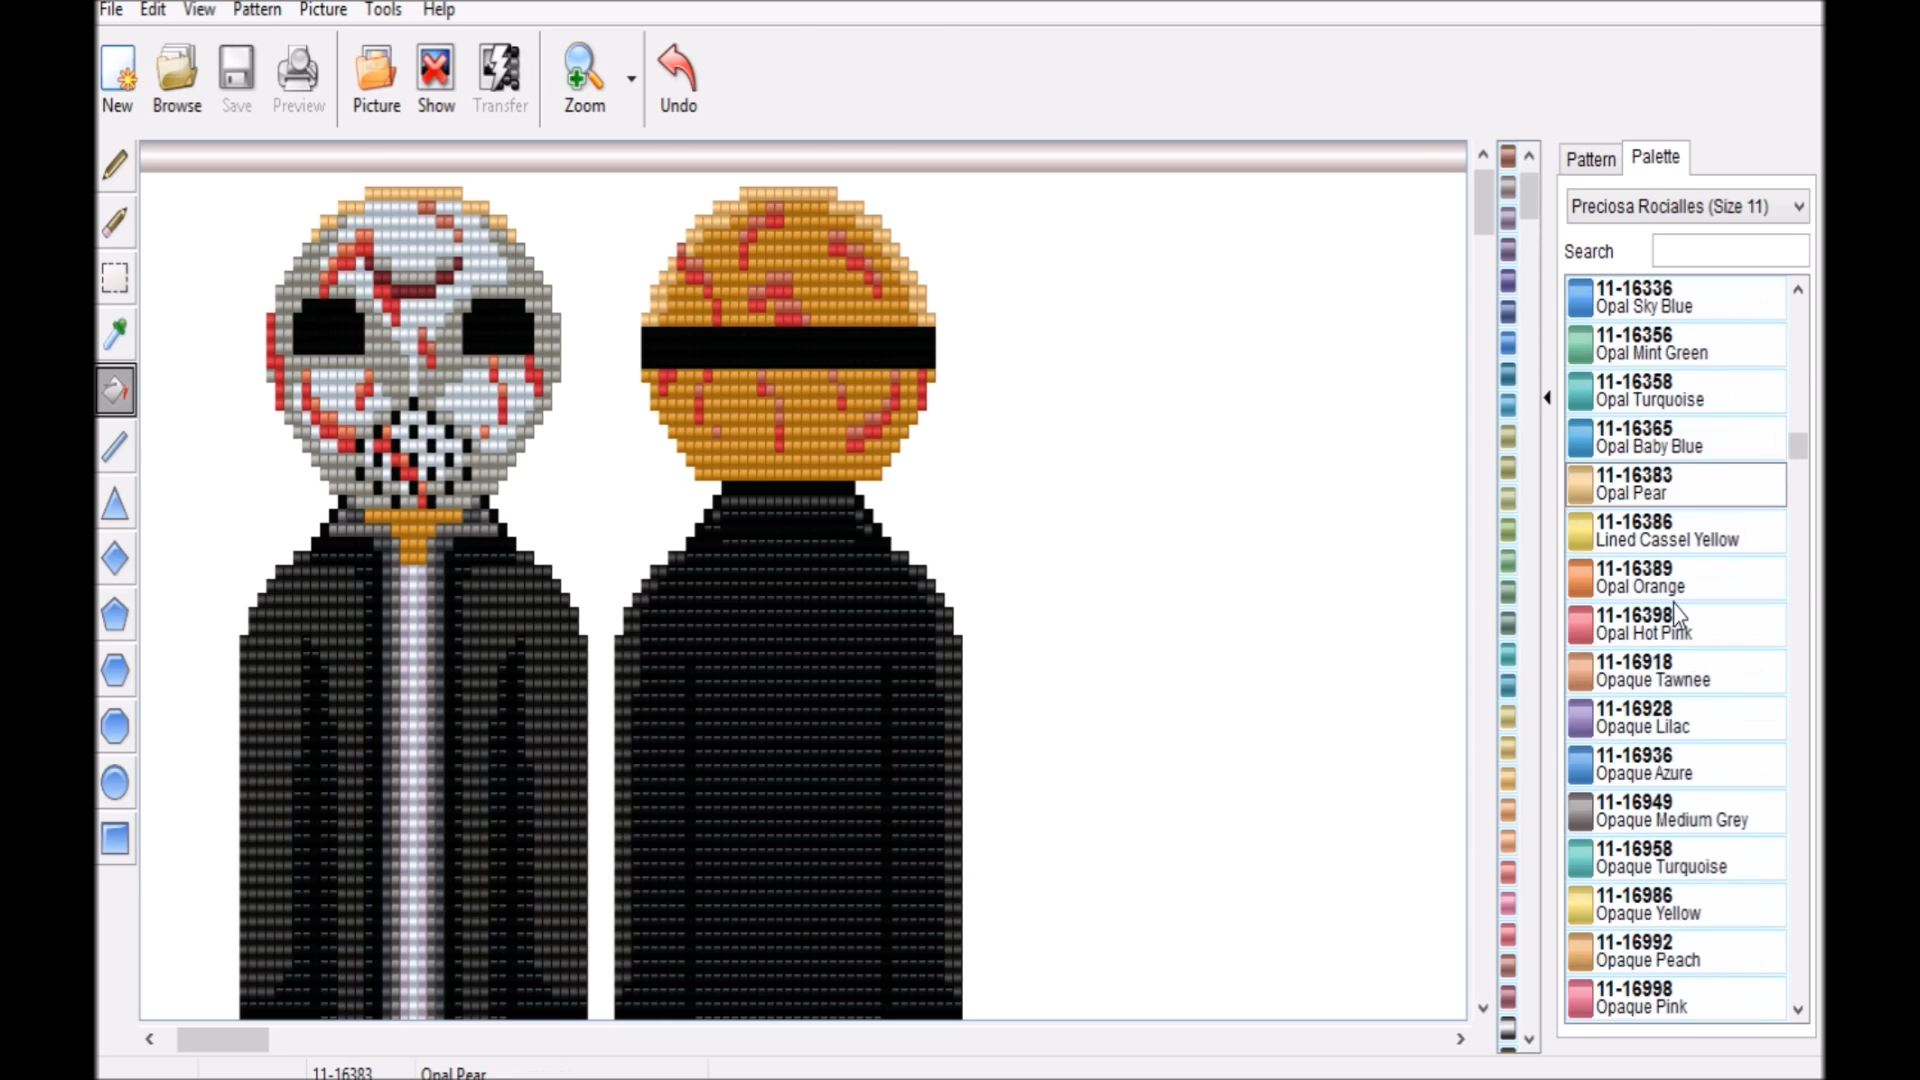 File Edit View Pattern Picture Tools Help
New Browse Save Preview Picture Show Transfer Zoom Undo
Pattern Palette
Preciosa Rocialles (Size 11)
Search
11-16336
Opal Sky Blue
11-16356
Opal Mint Green
11-16358
Opal Turquoise
11-16365
Opal Baby Blue
11-16383
Opal Pear
11-16386
Lined Cassel Yellow
11-16389
Opal Orange
11-16398
Opal Hot Pink
11-16918
Opaque Tawnee
11-16928
Opaque Lilac
11-16936
Opaque Azure
11-16949
Opaque Medium Grey
11-16958
Opaque Turquoise
11-16986
Opaque Yellow
11-16992
Opaque Peach
11-16998
Opaque Pink
11-16383 Opal Pear